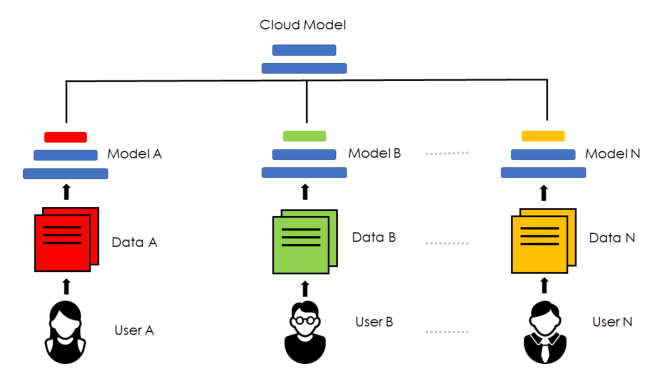 Cloud Model
Model A
Model B
Model N
Data A
Data B
Data N
User A
User B
User N